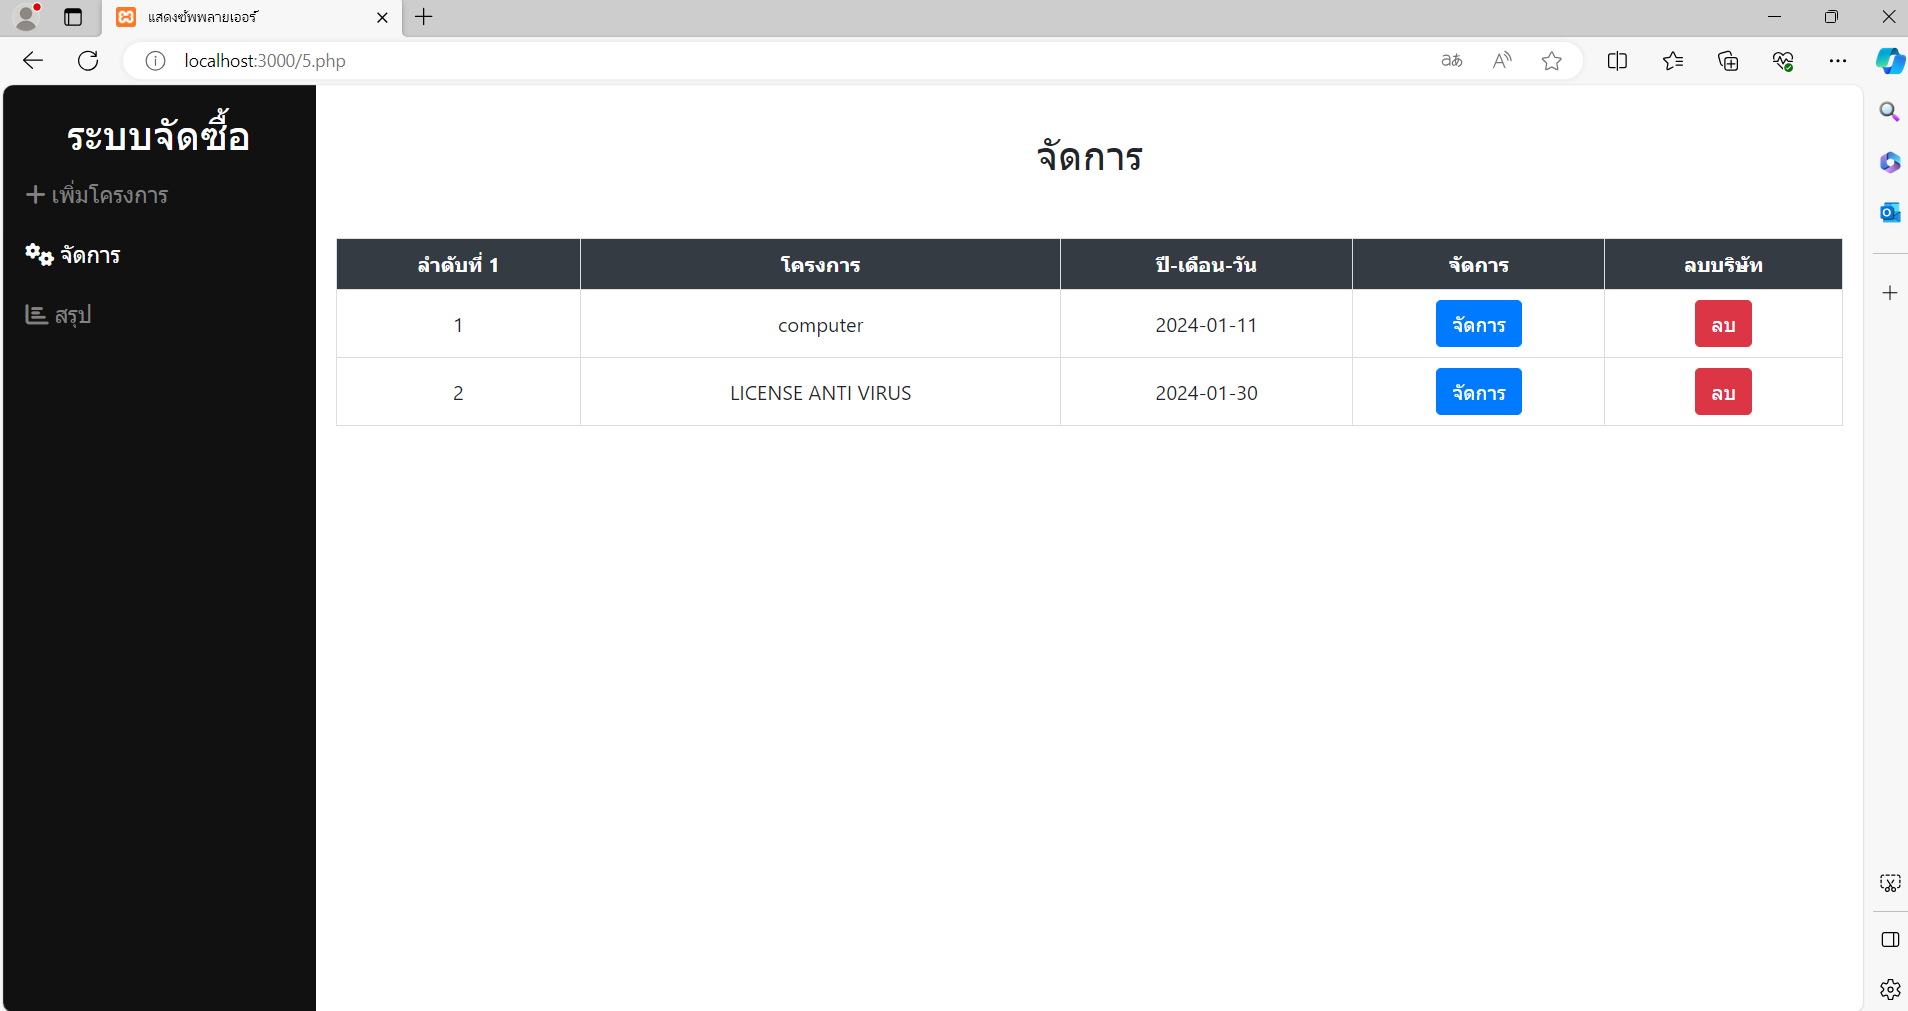 แสดงซัพพลายเออร์
localhost:3000/5.php
ระบบจัดซื้อ
เพิ่มโครงการ
จัดการ
สรุป
จัดการ
ลำดับที่ 1 โครงการ ปี-เดือน-วัน จัดการ ลบบริษัท
1 computer 2024-01-11 จัดการ ลบ
2 LICENSE ANTI VIRUS 2024-01-30 จัดการ ลบ